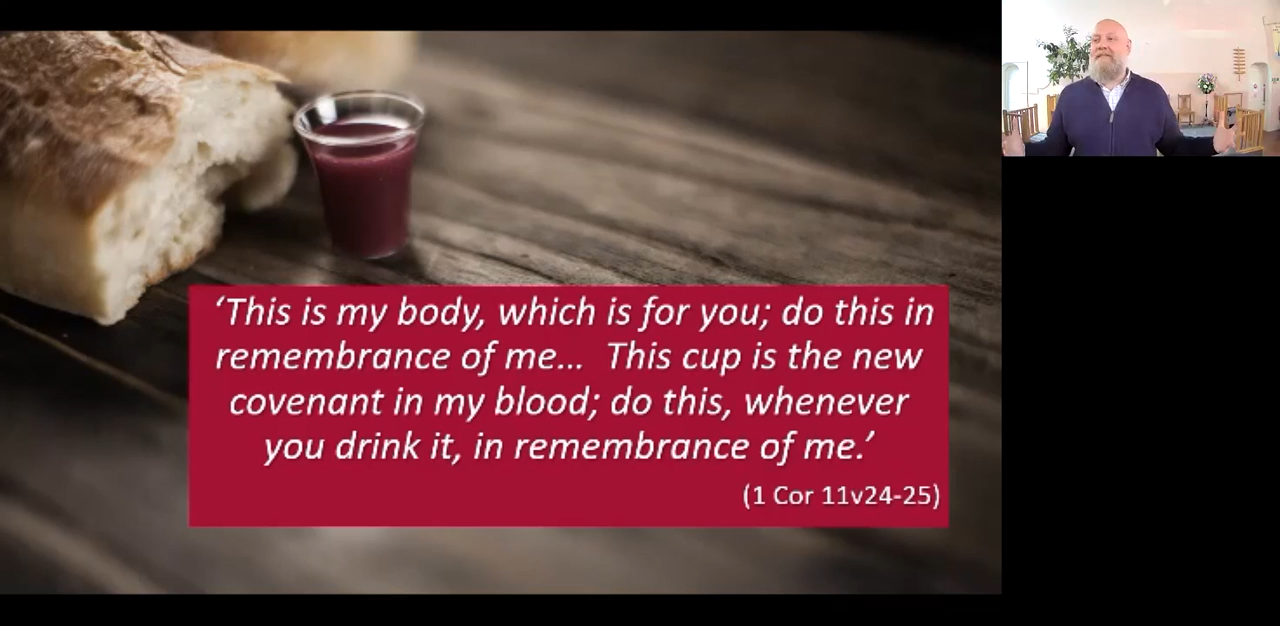 ‘This is my body, which is for you; do this in
remembrance of me...  This cup is the new
covenant in my blood; do this, whenever
you drink it, in remembrance of me.’
(1 Cor 11v24-25)